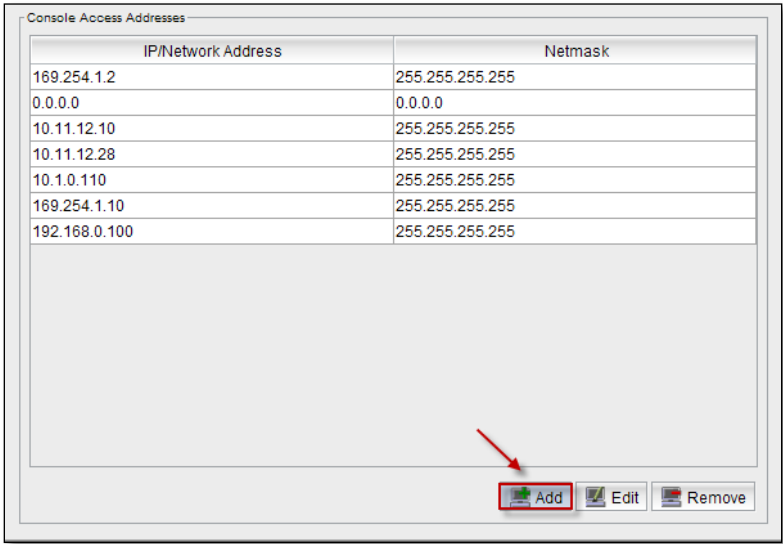 Console Access Addresses
IP/Network Address Netmask
169.254.1.2 255.255.255.255
0.0.0.0 0.0.0.0
10.11.12.10 255.255.255.255
10.11.12.28 255.255.255.255
10.1.0.110 255.255.255.255
169.254.1.10 255.255.255.255
192.168.0.100 255.255.255.255
Add Edit Remove